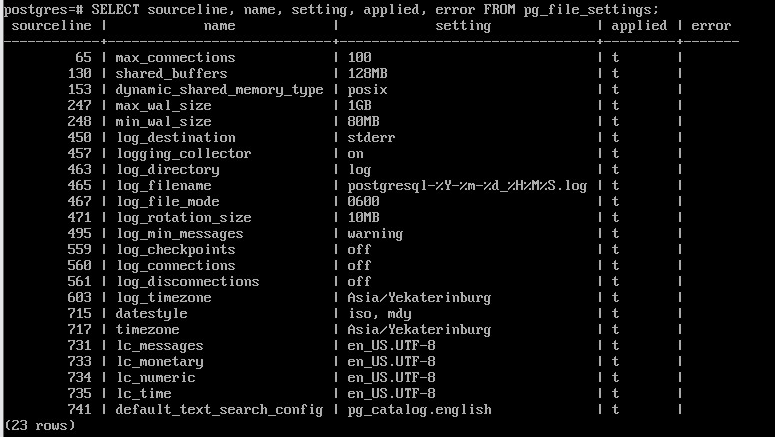 postgres=# SELECT sourceline, name, setting, applied, error FROM pg_file_settings;
 sourceline |            name            |            setting             | applied | error
------------+----------------------------+--------------------------------+---------+-------
         65 | max_connections            | 100                            | t       |
        130 | shared_buffers             | 128MB                          | t       |
        153 | dynamic_shared_memory_type | posix                          | t       |
        247 | max_wal_size               | 1GB                            | t       |
        248 | min_wal_size               | 80MB                           | t       |
        450 | log_destination            | stderr                         | t       |
        457 | logging_collector          | on                             | t       |
        463 | log_directory              | log                            | t       |
        465 | log_filename               | postgresql-%Y-%m-%d_%H%M%S.log | t       |
        467 | log_file_mode              | 0600                           | t       |
        471 | log_rotation_size          | 10MB                           | t       |
        495 | log_min_messages           | warning                        | t       |
        559 | log_checkpoints            | off                            | t       |
        560 | log_connections            | off                            | t       |
        561 | log_disconnections         | off                            | t       |
        603 | log_timezone               | Asia/Yekaterinburg             | t       |
        715 | datestyle                  | iso, mdy                       | t       |
        717 | timezone                   | Asia/Yekaterinburg             | t       |
        731 | lc_messages                | en_US.UTF-8                    | t       |
        733 | lc_monetary                | en_US.UTF-8                    | t       |
        734 | lc_numeric                 | en_US.UTF-8                    | t       |
        735 | lc_time                    | en_US.UTF-8                    | t       |
        741 | default_text_search_config | pg_catalog.english             | t       |
(23 rows)